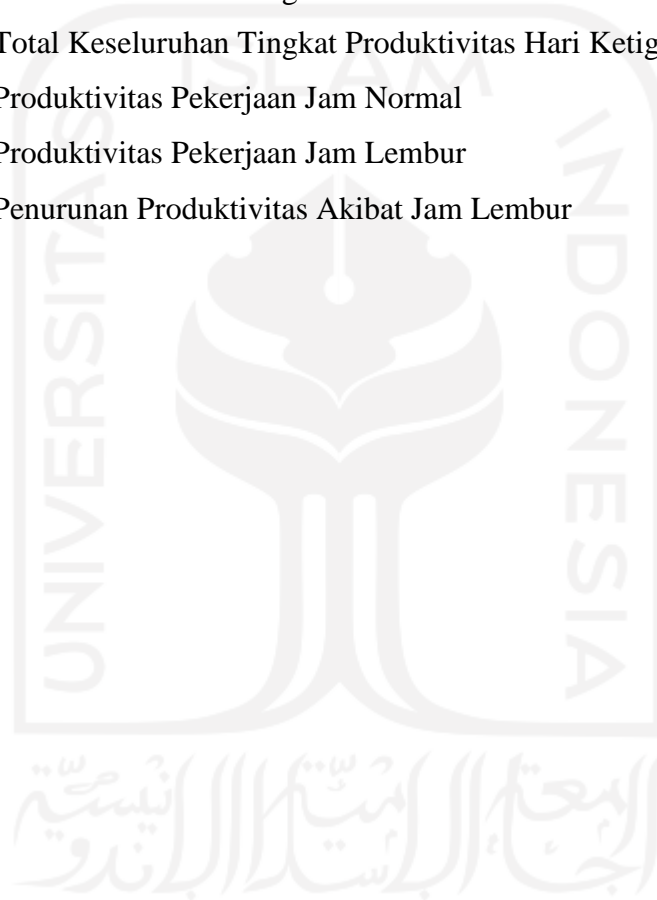 Total Keseluruhan Tingkat Produktivitas Hari Ketig
Produktivitas Pekerjaan Jam Normal
Produktivitas Pekerjaan Jam Lembur
Penurunan Produktivitas Akibat Jam Lembur
ISLAM
UNIVERSITAS
INDONESIA